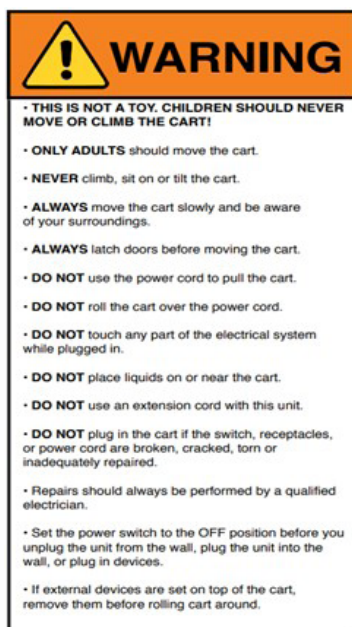 WARNING
• THIS IS NOT A TOY. CHILDREN SHOULD NEVER
MOVE OR CLIMB THE CART!
• ONLY ADULTS should move the cart.
• NEVER climb, sit on or tilt the cart.
• ALWAYS move the cart slowly and be aware
of your surroundings.
• ALWAYS latch doors before moving the cart.
• DO NOT use the power cord to pull the cart.
• DO NOT roll the cart over the power cord.
• DO NOT touch any part of the electrical system
while plugged in.
• DO NOT place liquids on or near the cart.
• DO NOT use an extension cord with this unit.
• DO NOT plug in the cart if the switch, receptacles,
or power cord are broken, cracked, torn or
inadequately repaired.
• Repairs should always be performed by a qualified
electrician.
• Set the power switch to the OFF position before you
unplug the unit from the wall, plug the unit into the
wall, or plug in devices.
• If external devices are set on top of the cart,
remove them before rolling cart around.